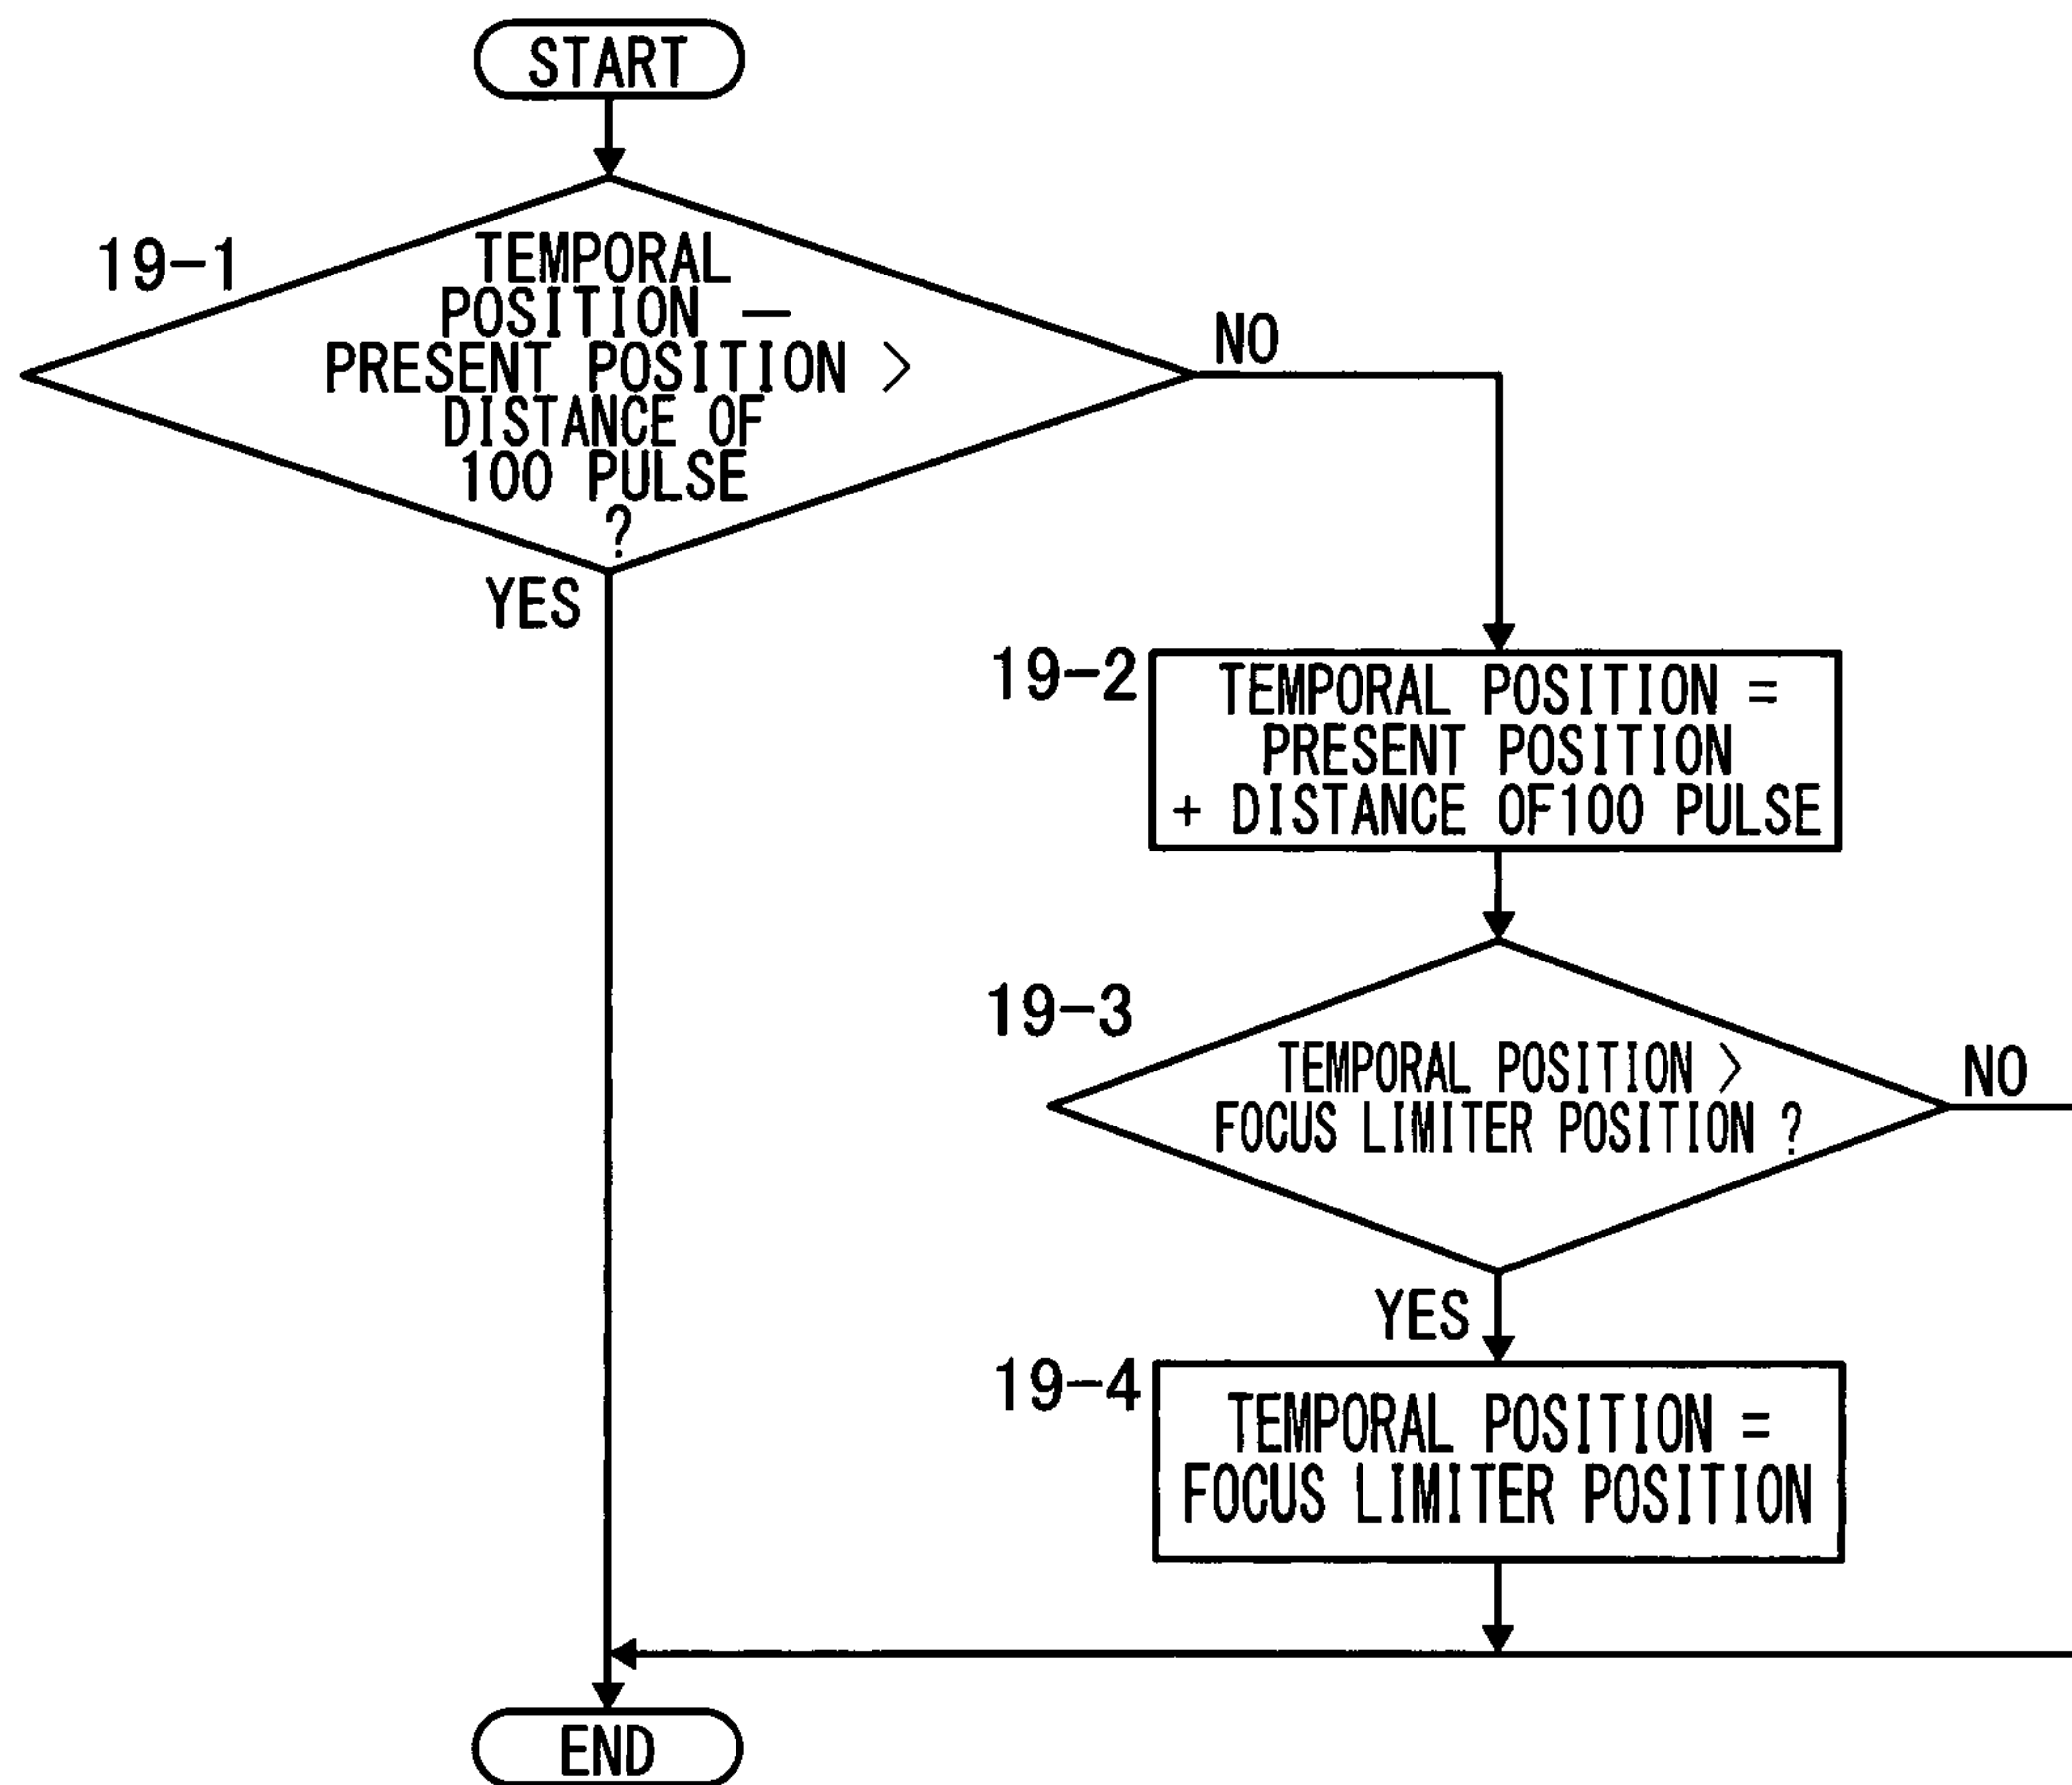 START
19-1
TEMPORAL
POSITION —
PRESENT POSITION >
DISTANCE OF
100 PULSE
?
NO
YES
19-2
TEMPORAL POSITION =
PRESENT POSITION
+ DISTANCE OF100 PULSE
19-3
TEMPORAL POSITION >
FOCUS LIMITER POSITION ?
NO
YES
19-4
TEMPORAL POSITION =
FOCUS LIMITER POSITION
END